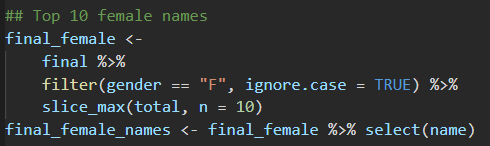 ## Top 10 female names
final_female <-
    final %>%
    filter(gender == "F", ignore.case = TRUE) %>%
    slice_max(total, n = 10)
final_female_names <- final_female %>% select(name)